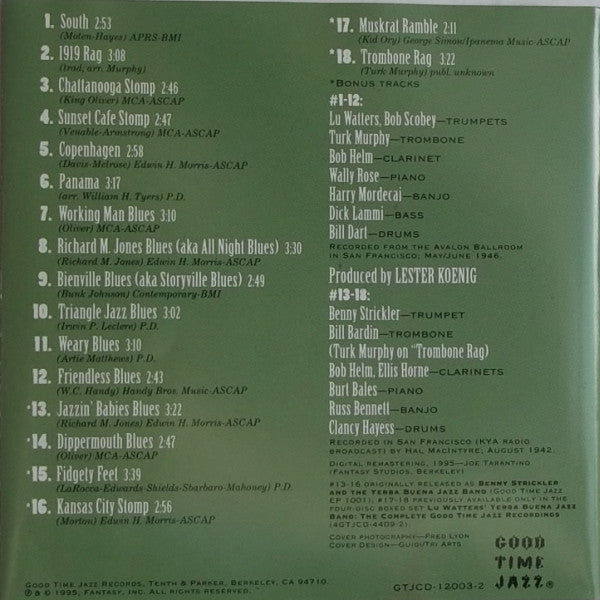 1. South 2:53
(Moten-Hayes) APRS-BMI
2. 1919 Rag 3:08
(trad, arr. Murphy)
3. Chattanooga Stomp 2:46
(King Oliver) MCA-ASCAP
4. Sunset Cafe Stomp 2:47
(Venable-Armstrong) MCA-ASCAP
5. Copenhagen 2:58
(Davis-Melrose) Edwin H. Morris-ASCAP
6. Panama 3:17
(arr. William H. Tyers) P.D.
7. Working Man Blues 3:10
(Oliver) MCA-ASCAP
8. Richard M. Jones Blues (aka All Night Blues) 3:30
(Richard M. Jones) Edwin H. Morris-ASCAP
9. Bienville Blues (aka Storyville Blues) 2:49
(Bunk Johnson) Contemporary-BMI
10. Triangle Jazz Blues 3:02
(Irwin P. Leclere) P.D.
11. Weary Blues 3:10
(Artie Matthews) P.D.
12. Friendless Blues 2:43
(W.C. Handy) Handy Bros. Music-ASCAP
*13. Jazzin' Babies Blues 3:22
(Richard M. Jones) Edwin H. Morris-ASCAP
*14. Dippermouth Blues 2:47
(Oliver) MCA-ASCAP
*15. Fidgety Feet 3:39
(LaRocca-Edwards-Shields-Sbarbaro-Mahoney) P.D.
*16. Kansas City Stomp 2:56
(Morton) Edwin H. Morris-ASCAP
Good Time Jazz Records, Tenth & Parker, Berkeley, CA 94710.
℗ © 1995, Fantasy, Inc. All rights reserved.
*17. Muskrat Ramble 2:11
(Kid Ory) George Simon/Ipanema Music-ASCAP
*18. Trombone Rag 3:22
(Turk Murphy) publ. unknown
*Bonus tracks
#1-12:
Lu Watters, Bob Scobey—trumpets
Turk Murphy—trombone
Bob Helm—clarinet
Wally Rose—piano
Harry Mordecai—banjo
Dick Lammi—bass
Bill Dart—drums
Recorded from the Avalon Ballroom
in San Francisco; May/June 1946.
Produced by LESTER KOENIG
#13-18:
Benny Strickler—trumpet
Bill Bardin—trombone
(Turk Murphy on "Trombone Rag)
Bob Helm, Ellis Horne—clarinets
Burt Bales—piano
Russ Bennett—banjo
Clancy Hayess—drums
Recorded in San Francisco (KYA radio
broadcast) by Hal McIntyre; August 1942.
Digital remastering, 1995—Joe Tarantino
(Fantasy Studios, Berkeley)
#13-16 originally released as Benny Strickler
and the Yerba Buena Jazz Band (Good Time Jazz
EP 1001); #17-18 previously available only in the
four-disc boxed set Lu Watters' Yerba Buena Jazz
Band: The Complete Good Time Jazz Recordings
(4GTJCD-4409-2).
Cover photography—Fred Lyon
Cover Design—Guidi/Tri Arts
GTJCD-12003-2
GOOD
TIME
JAZZ®